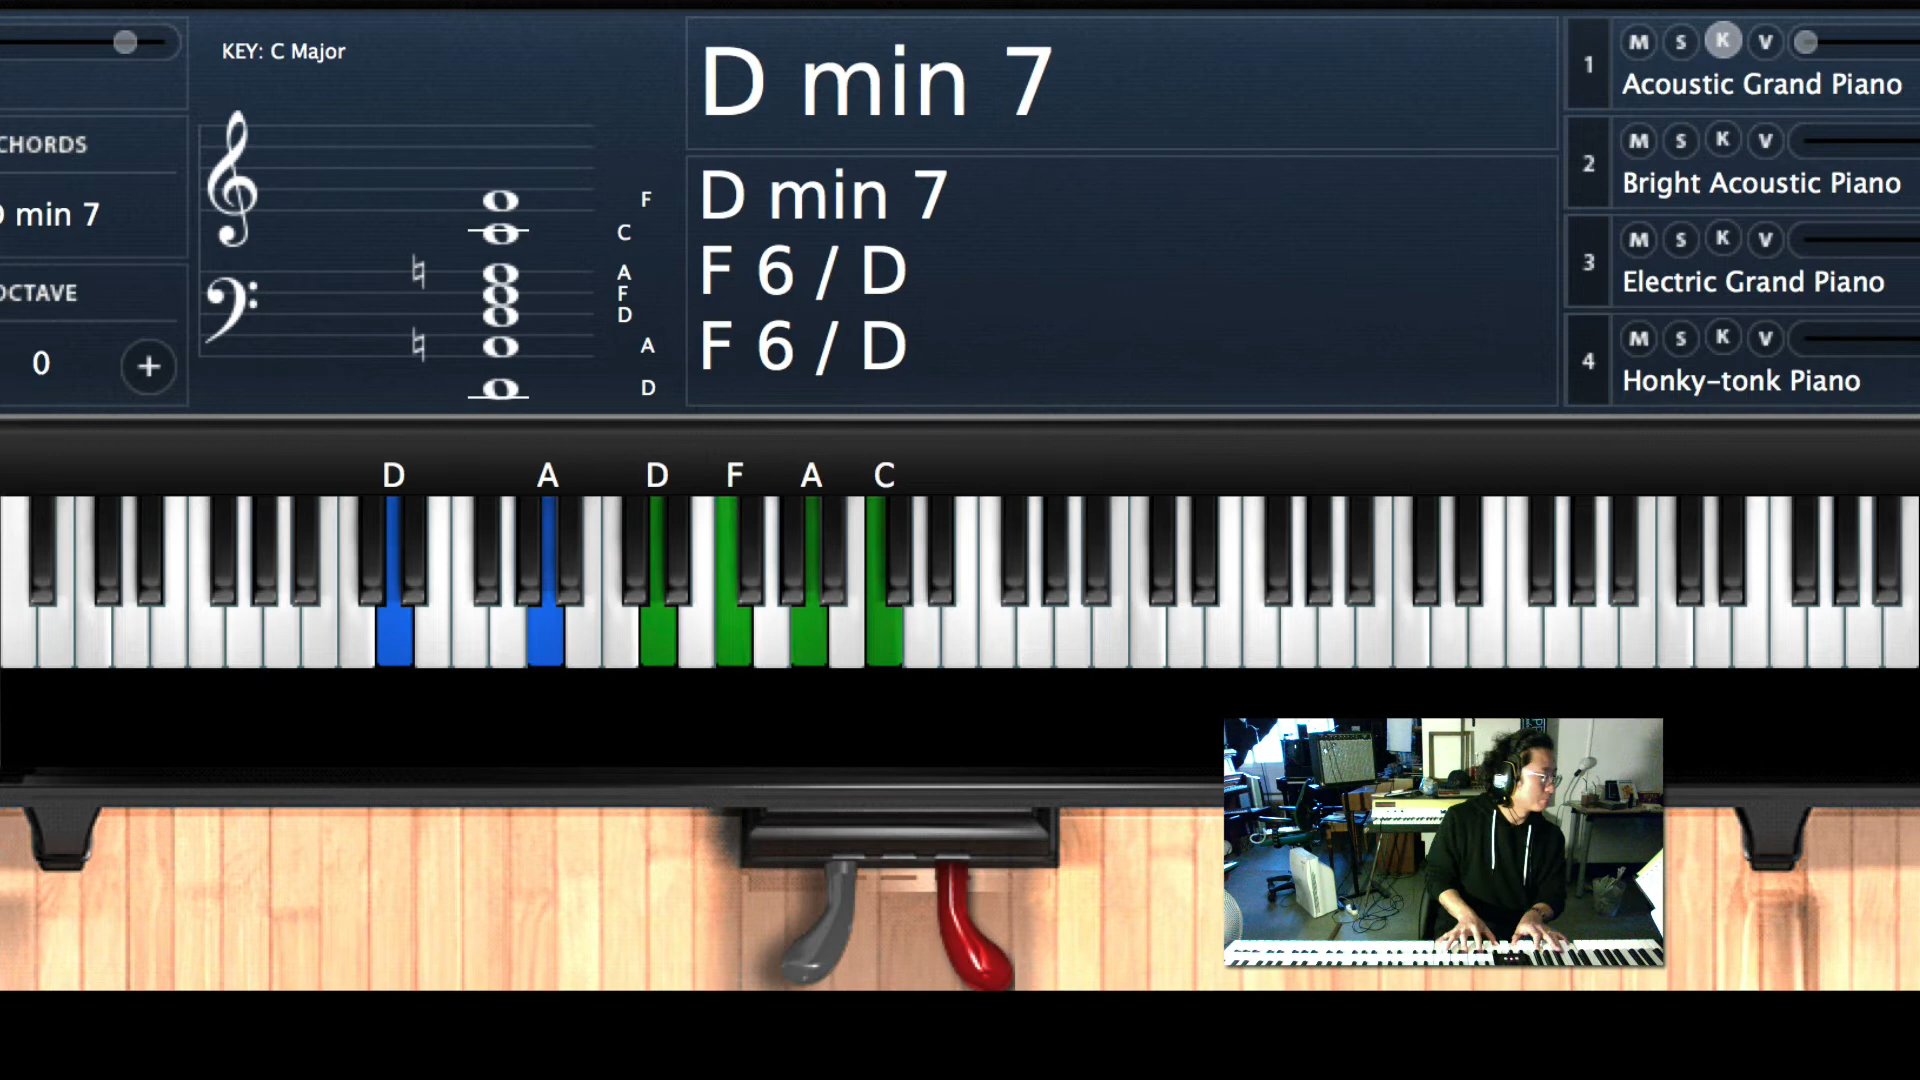 KEY: C Major
CHORDS
D min 7
OCTAVE
0
+
F
C
A
F
D
A
D
D min 7
D min 7
F 6 / D
F 6 / D
1
M S K V
Acoustic Grand Piano
2
M S K V
Bright Acoustic Piano
3
M S K V
Electric Grand Piano
4
M S K V
Honky-tonk Piano
D A D F A C